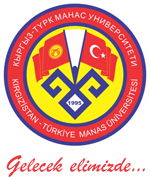 КЫРГЫЗ-ТҮРК МАНАС УНИВЕРСИТЕТИ
KIRGIZİSTAN - TÜRKİYE MANAS ÜNİVERSİTESİ
1995
Gelecek elimizde...